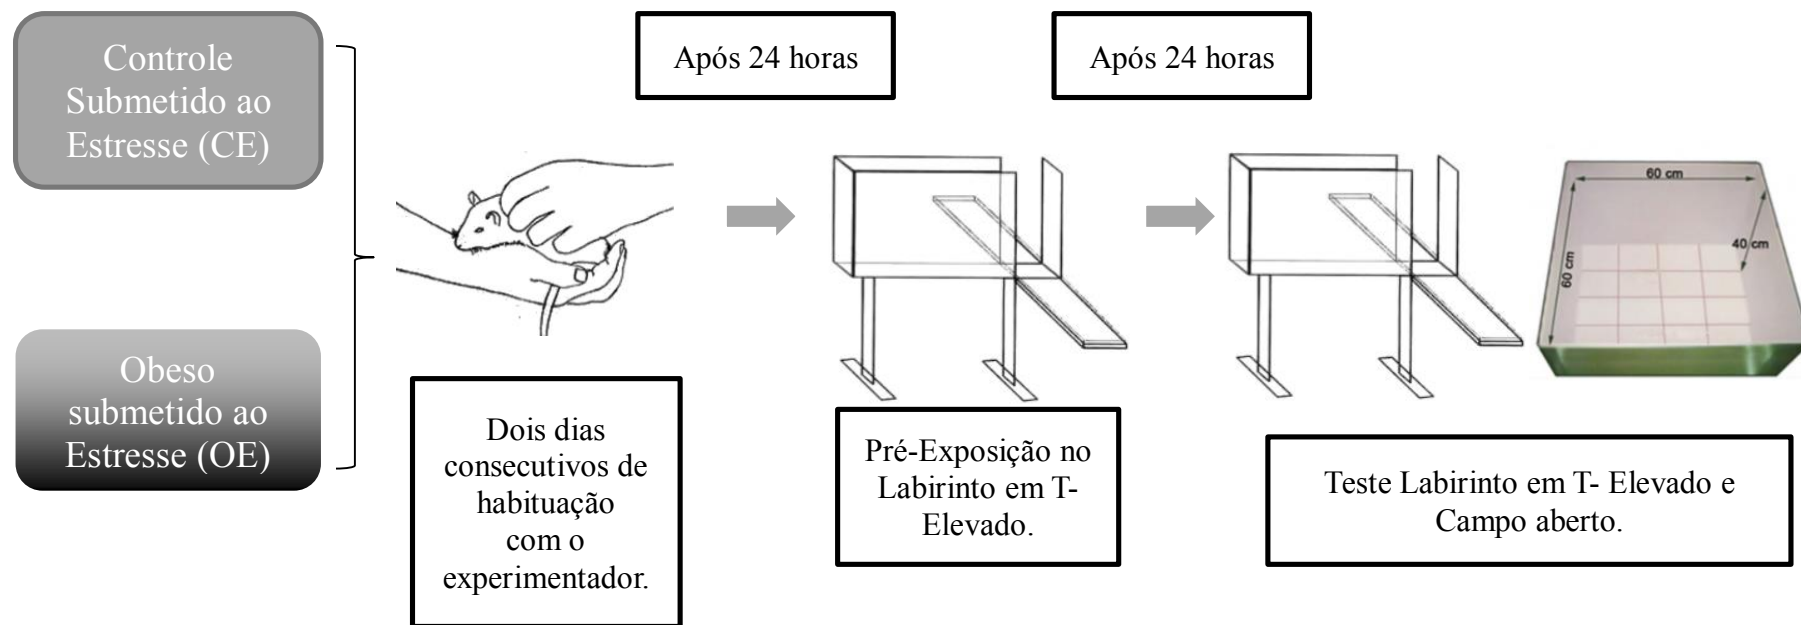 Controle
Submetido ao
Estresse (CE)
Obeso
submetido ao
Estresse (OE)
Dois dias
consecutivos de
habituação
com o
experimentador.
Após 24 horas
Pré-Exposição no
Labirinto em T-
Elevado.
Após 24 horas
60 cm
60 cm
40 cm
Teste Labirinto em T- Elevado e
Campo aberto.